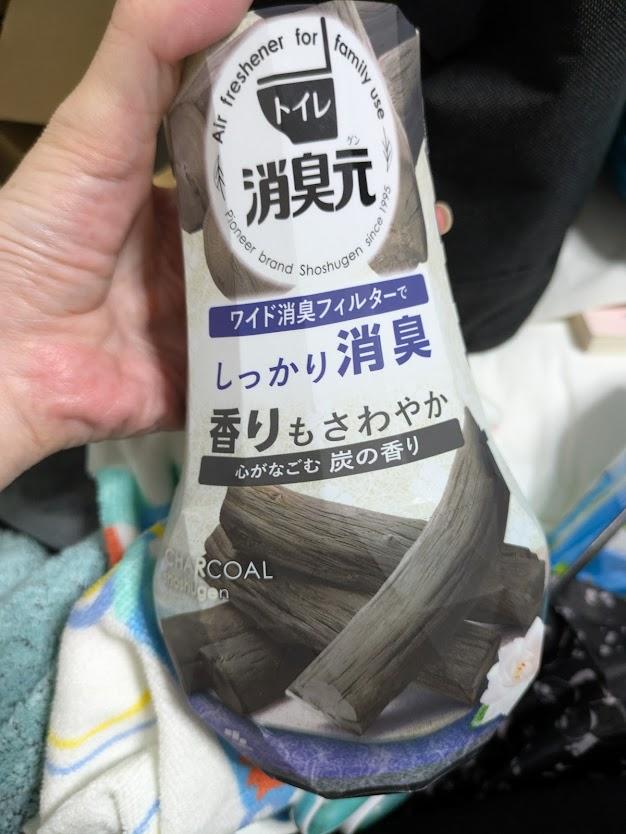 Air freshener for family use
トイレ
ゲン
消臭元
Pioneer brand Shoshugen since 1995
ワイド消臭フィルターで
しっかり消臭
香りもさわやか
心がなごむ 炭の香り
CHARCOAL
Shoshugen